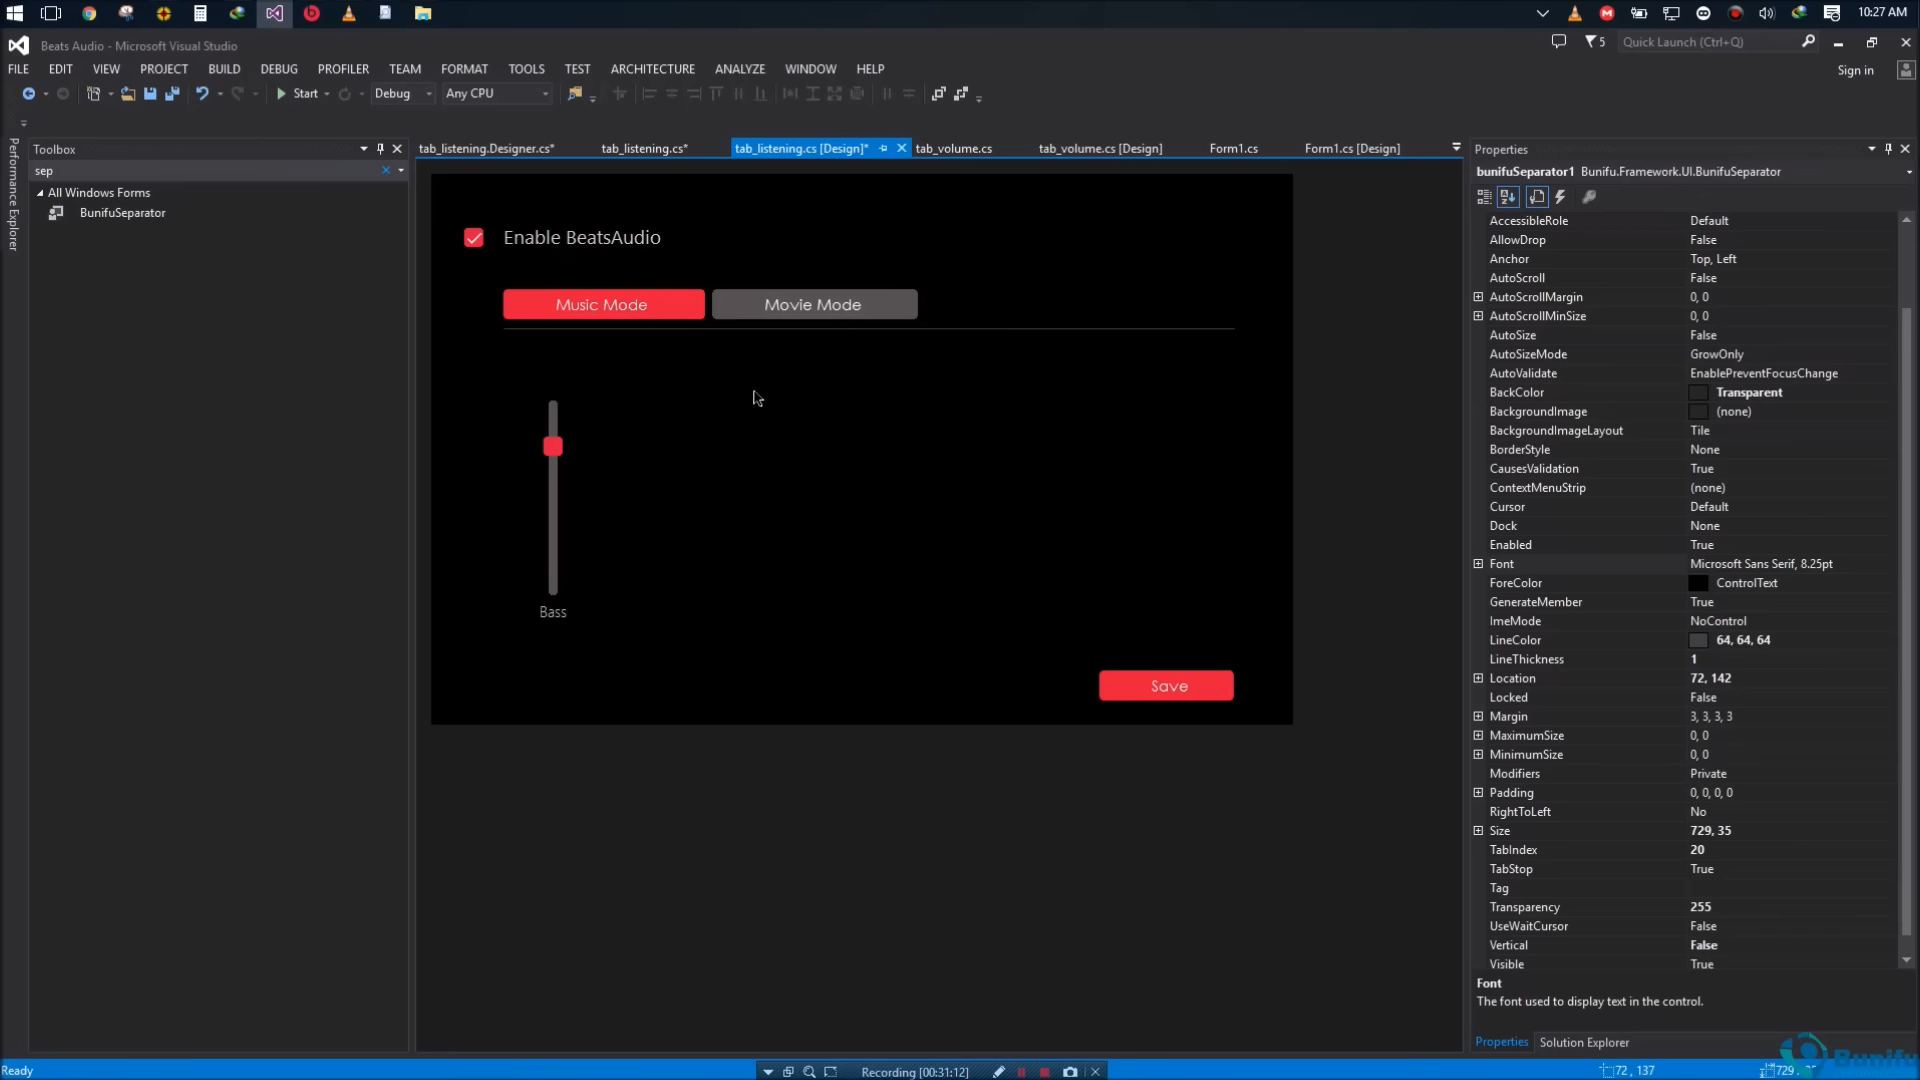 10:27 AM
Beats Audio - Microsoft Visual Studio
5
Quick Launch (Ctrl+Q)
FILE EDIT VIEW PROJECT BUILD DEBUG PROFILER TEAM FORMAT TOOLS TEST ARCHITECTURE ANALYZE WINDOW HELP
Sign in
Start Debug Any CPU
Performance Explorer
Toolbox
sep
All Windows Forms
BunifuSeparator
tab_listening.Designer.cs* tab_listening.cs* tab_listening.cs [Design]* tab_volume.cs tab_volume.cs [Design] Form1.cs Form1.cs [Design]
Enable BeatsAudio
Music Mode Movie Mode
Bass
Save
Properties
bunifuSeparator1 Bunifu.Framework.UI.BunifuSeparator
AccessibleRole Default
AllowDrop False
Anchor Top, Left
AutoScroll False
AutoScrollMargin 0, 0
AutoScrollMinSize 0, 0
AutoSize False
AutoSizeMode GrowOnly
AutoValidate EnablePreventFocusChange
BackColor Transparent
BackgroundImage (none)
BackgroundImageLayout Tile
BorderStyle None
CausesValidation True
ContextMenuStrip (none)
Cursor Default
Dock None
Enabled True
Font Microsoft Sans Serif, 8.25pt
ForeColor ControlText
GenerateMember True
ImeMode NoControl
LineColor 64, 64, 64
LineThickness 1
Location 72, 142
Locked False
Margin 3, 3, 3, 3
MaximumSize 0, 0
MinimumSize 0, 0
Modifiers Private
Padding 0, 0, 0, 0
RightToLeft No
Size 729, 35
TabIndex 20
TabStop True
Tag
Transparency 255
UseWaitCursor False
Vertical False
Visible True
Font
The font used to display text in the control.
Properties Solution Explorer
Ready
Recording [00:31:12]
72 , 137
729
Bunifu